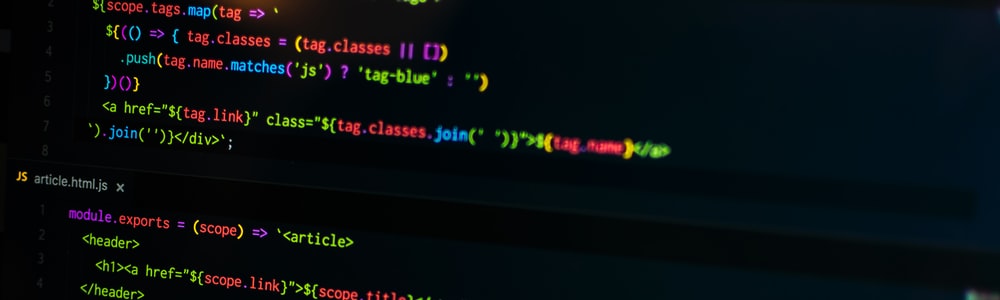 2 ${scope.tags.map(tag => `
3 ${(() => { tag.classes = (tag.classes || [])
4 .push(tag.name.matches('js') ? 'tag-blue' : '')
5 })()}
6 <a href="${tag.link}" class="${tag.classes.join(' ')}">${tag.name}</a>
7 `).join('')}</div>`;
8
JS article.html.js ×
1 module.exports = (scope) => `<article>
2 <header>
3 <h1><a href="${scope.link}">${scope.title}
4 </header>